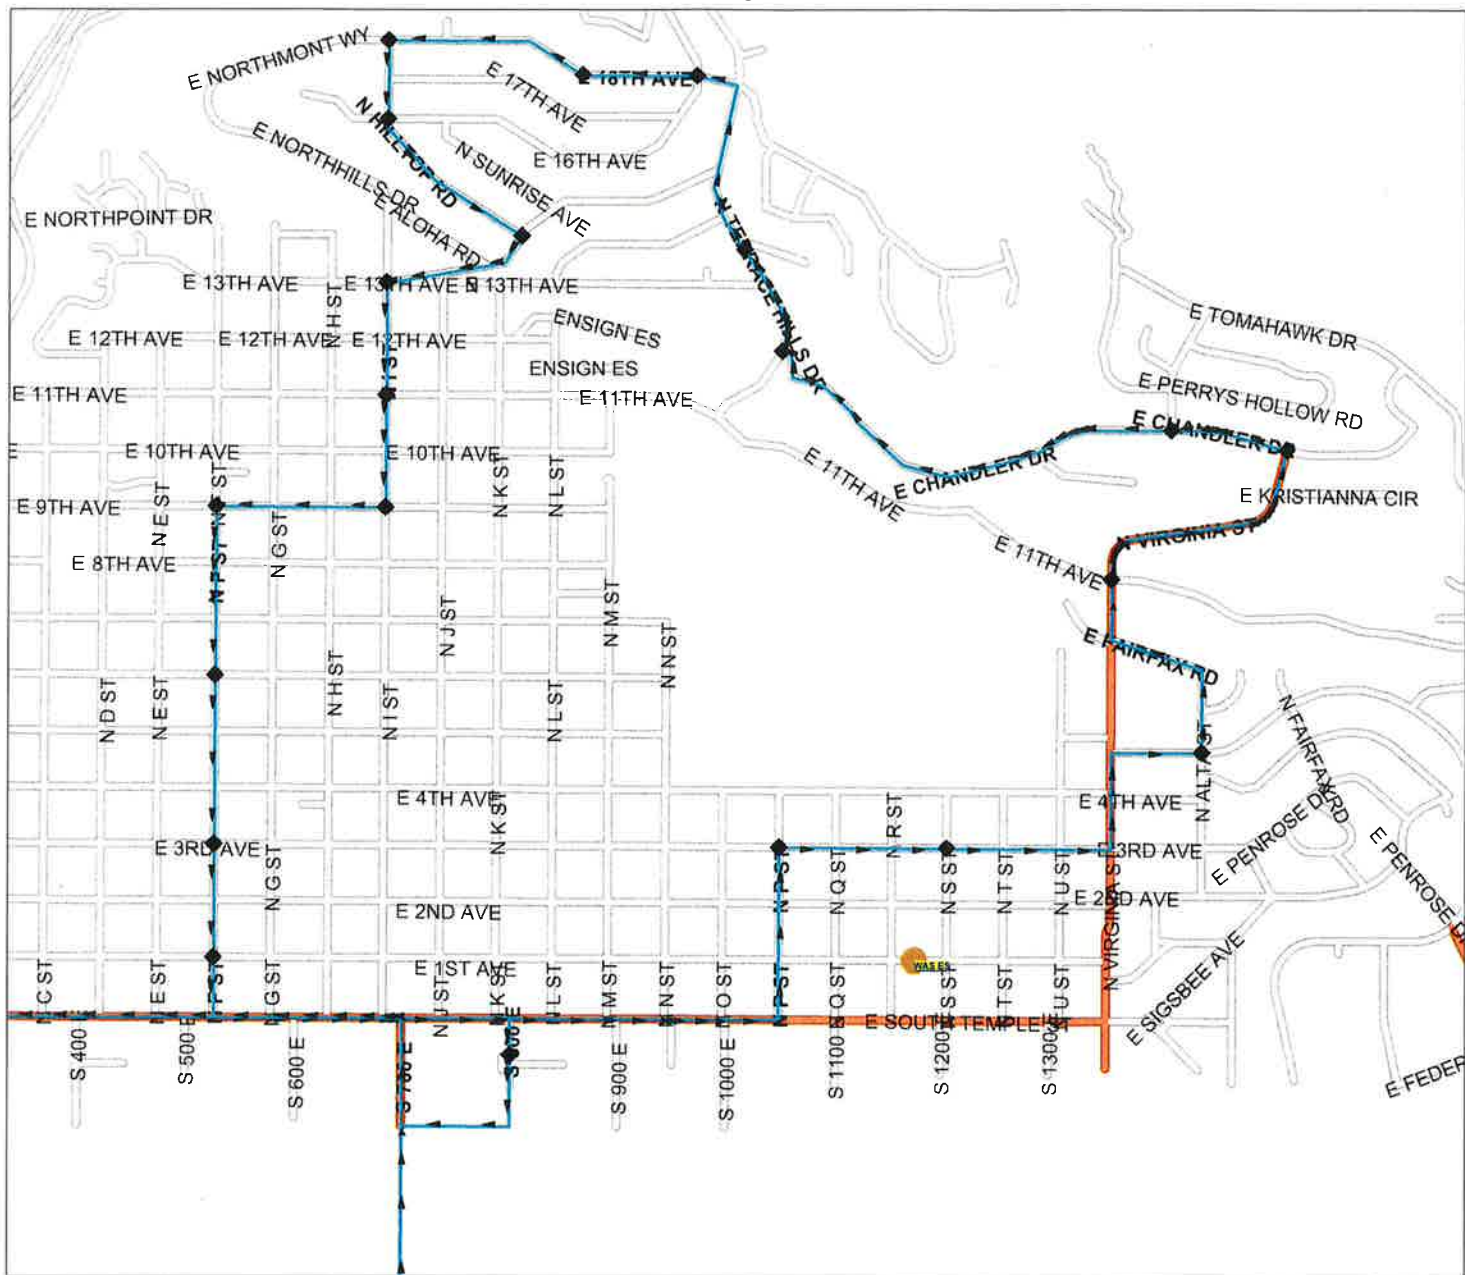 E NORTHMONT WY
E 18TH AVE
E 17TH AVE
N HILLTOP RD
E NORTHHILLS DR
N SUNRISE AVE
E 16TH AVE
E ALOHA RD
E NORTHPOINT DR
N TERRACE HILLS DR
E 13TH AVE
E 13TH AVE
E 13TH AVE
N H ST
E 12TH AVE
E 12TH AVE
E 12TH AVE
ENSIGN ES
ENSIGN ES
E TOMAHAWK DR
E 11TH AVE
E 11TH AVE
E PERRYS HOLLOW RD
E CHANDLER DR
E 10TH AVE
E 10TH AVE
N K ST
N L ST
E 11TH AVE
E CHANDLER DR
E KRISTIANNA CIR
E 9TH AVE
N E ST
N G ST
N VIRGINIA ST
E 11TH AVE
E 8TH AVE
N F ST
N M ST
N J ST
N N ST
E FAIRFAX RD
N D ST
N E ST
N H ST
N I ST
N L ST
N FAIRFAX RD
N ALTA ST
E 4TH AVE
N K ST
N R ST
E 4TH AVE
E PENROSE DR
E 3RD AVE
E 3RD AVE
E PENROSE DR
N G ST
N P ST
N Q ST
N S ST
N T ST
N U ST
E 2ND AVE
E 2ND AVE
N VIRGINIA ST
E 1ST AVE
WAS ES
E SIGSBEE AVE
N C ST
N E ST
N F ST
N G ST
N J ST
N K ST
N L ST
N M ST
N N ST
N O ST
N P ST
N Q ST
N S ST
N T ST
N U ST
E SOUTH TEMPLE ST
S 400
S 500 E
S 600 E
S 700 E
S 800 E
S 900 E
S 1000 E
S 1100
S 1200
S 1300
E FEDER